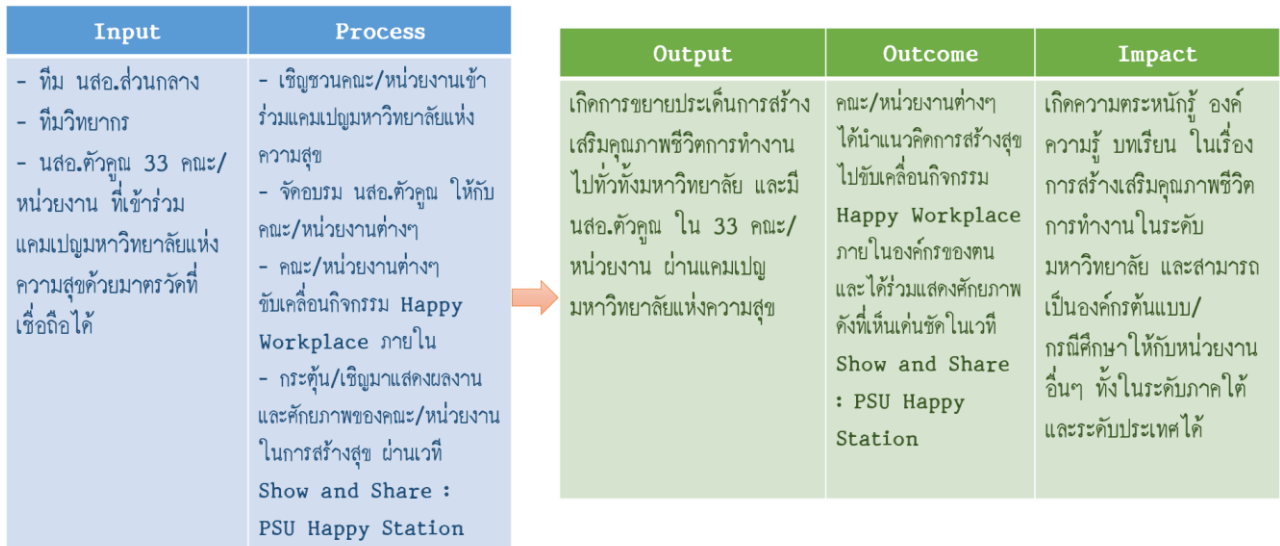 Input
- ทีม นสอ.ส่วนกลาง
- ทีมวิทยากร
- นสอ.ตัวคูณ 33 คณะ/
หน่วยงาน ที่เข้าร่วม
แคมเปญมหาวิทยาลัยแห่ง
ความสุขด้วยมาตรวัดที่
เชื่อถือได้
Process
- เชิญชวนคณะ/หน่วยงานเข้า
ร่วมแคมเปญมหาวิทยาลัยแห่ง
ความสุข
- จัดอบรม นสอ.ตัวคูณ ให้กับ
คณะ/หน่วยงานต่างๆ
- คณะ/หน่วยงานต่างๆ
ขับเคลื่อนกิจกรรม Happy
Workplace ภายใน
- กระตุ้น/เชิญมาแสดงผลงาน
และศักยภาพของคณะ/หน่วยงาน
ในการสร้างสุข ผ่านเวที
Show and Share :
PSU Happy Station
Output
เกิดการขยายประเด็นการสร้าง
เสริมคุณภาพชีวิตการทำงาน
ไปทั่วทั้งมหาวิทยาลัย และมี
นสอ.ตัวคูณ ใน 33 คณะ/
หน่วยงาน ผ่านแคมเปญ
มหาวิทยาลัยแห่งความสุข
Outcome
คณะ/หน่วยงานต่างๆ
ได้นำแนวคิดการสร้างสุข
ไปขับเคลื่อนกิจกรรม
Happy Workplace
ภายในองค์กรของตน
และได้ร่วมแสดงศักยภาพ
ดังที่เห็นเด่นชัดในเวที
Show and Share
: PSU Happy
Station
Impact
เกิดความตระหนักรู้ องค์
ความรู้ บทเรียน ในเรื่อง
การสร้างเสริมคุณภาพชีวิต
การทำงานในระดับ
มหาวิทยาลัย และสามารถ
เป็นองค์กรต้นแบบ/
กรณีศึกษาให้กับหน่วยงาน
อื่นๆ ทั้งในระดับภาคใต้
และระดับประเทศได้